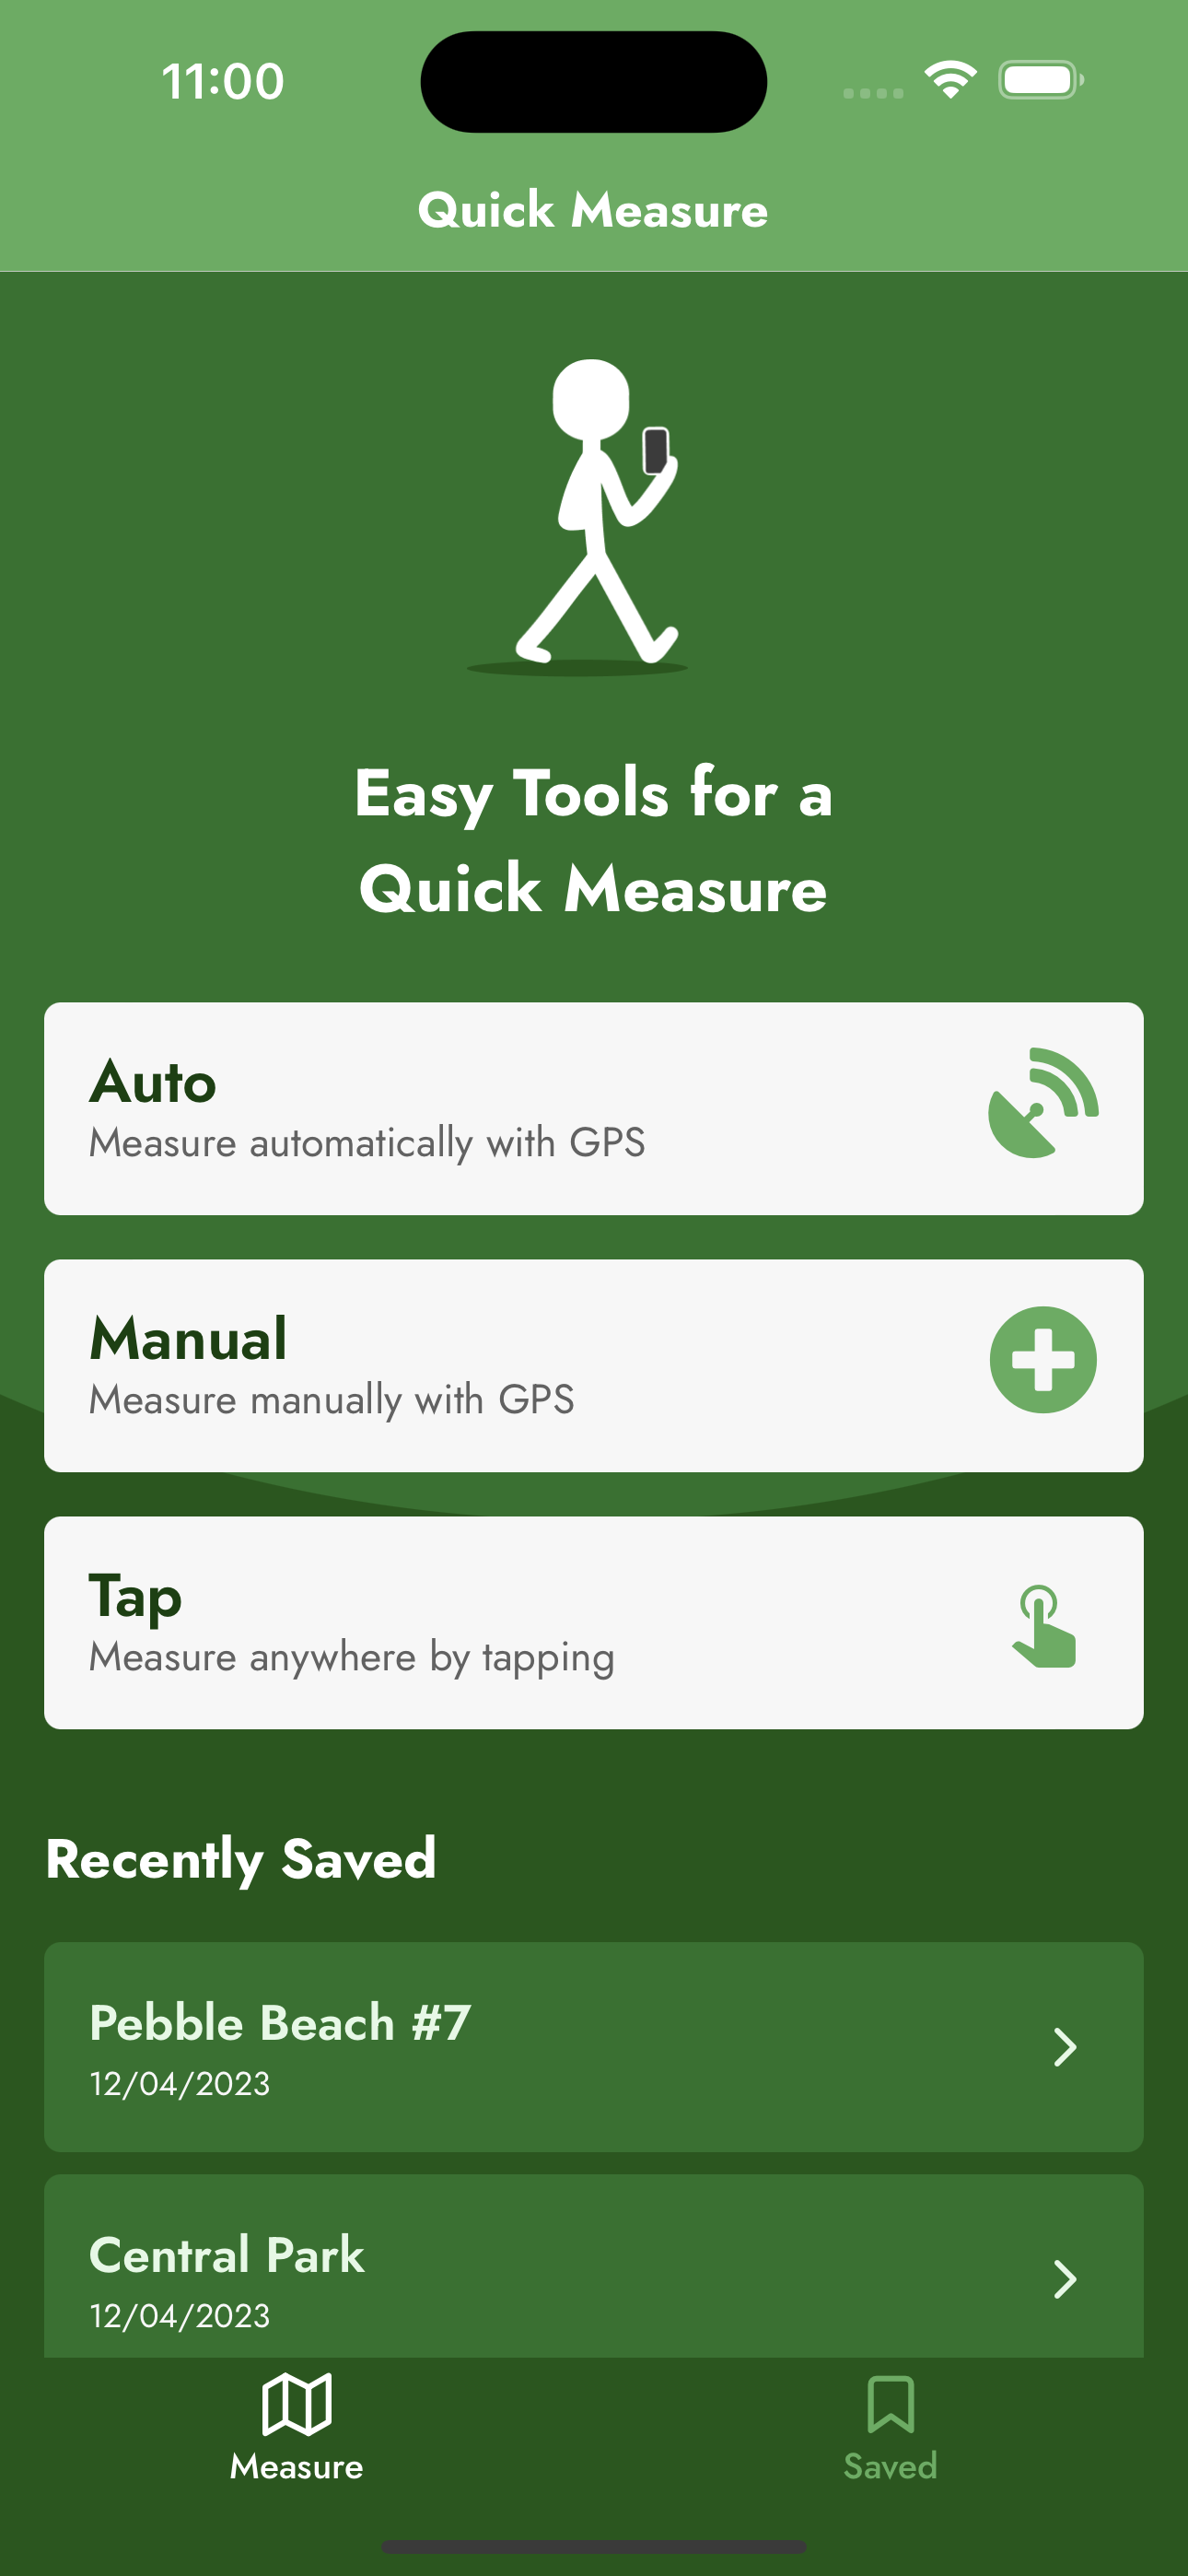 11:00
Quick Measure
Easy Tools for a
Quick Measure
Auto
Measure automatically with GPS
Manual
Measure manually with GPS
Tap
Measure anywhere by tapping
Recently Saved
Pebble Beach #7
12/04/2023
Central Park
12/04/2023
Measure
Saved